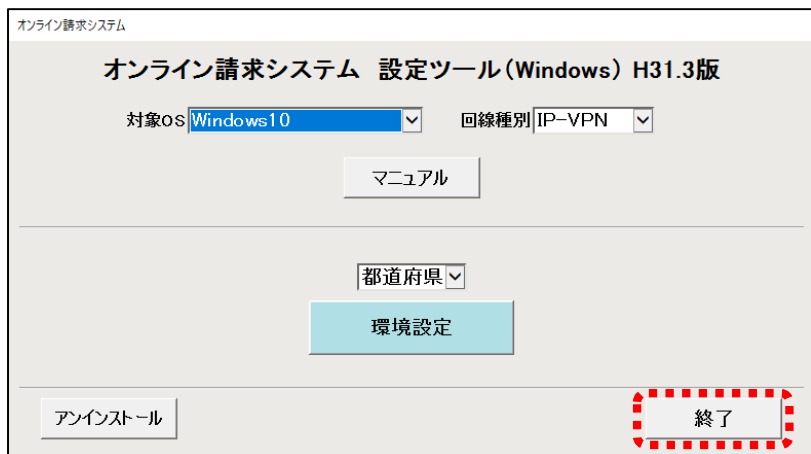 オンライン請求システム
オンライン請求システム　設定ツール(Windows) H31.3版
対象OS Windows10 回線種別 IP-VPN
マニュアル
都道府県
環境設定
アンインストール 終了